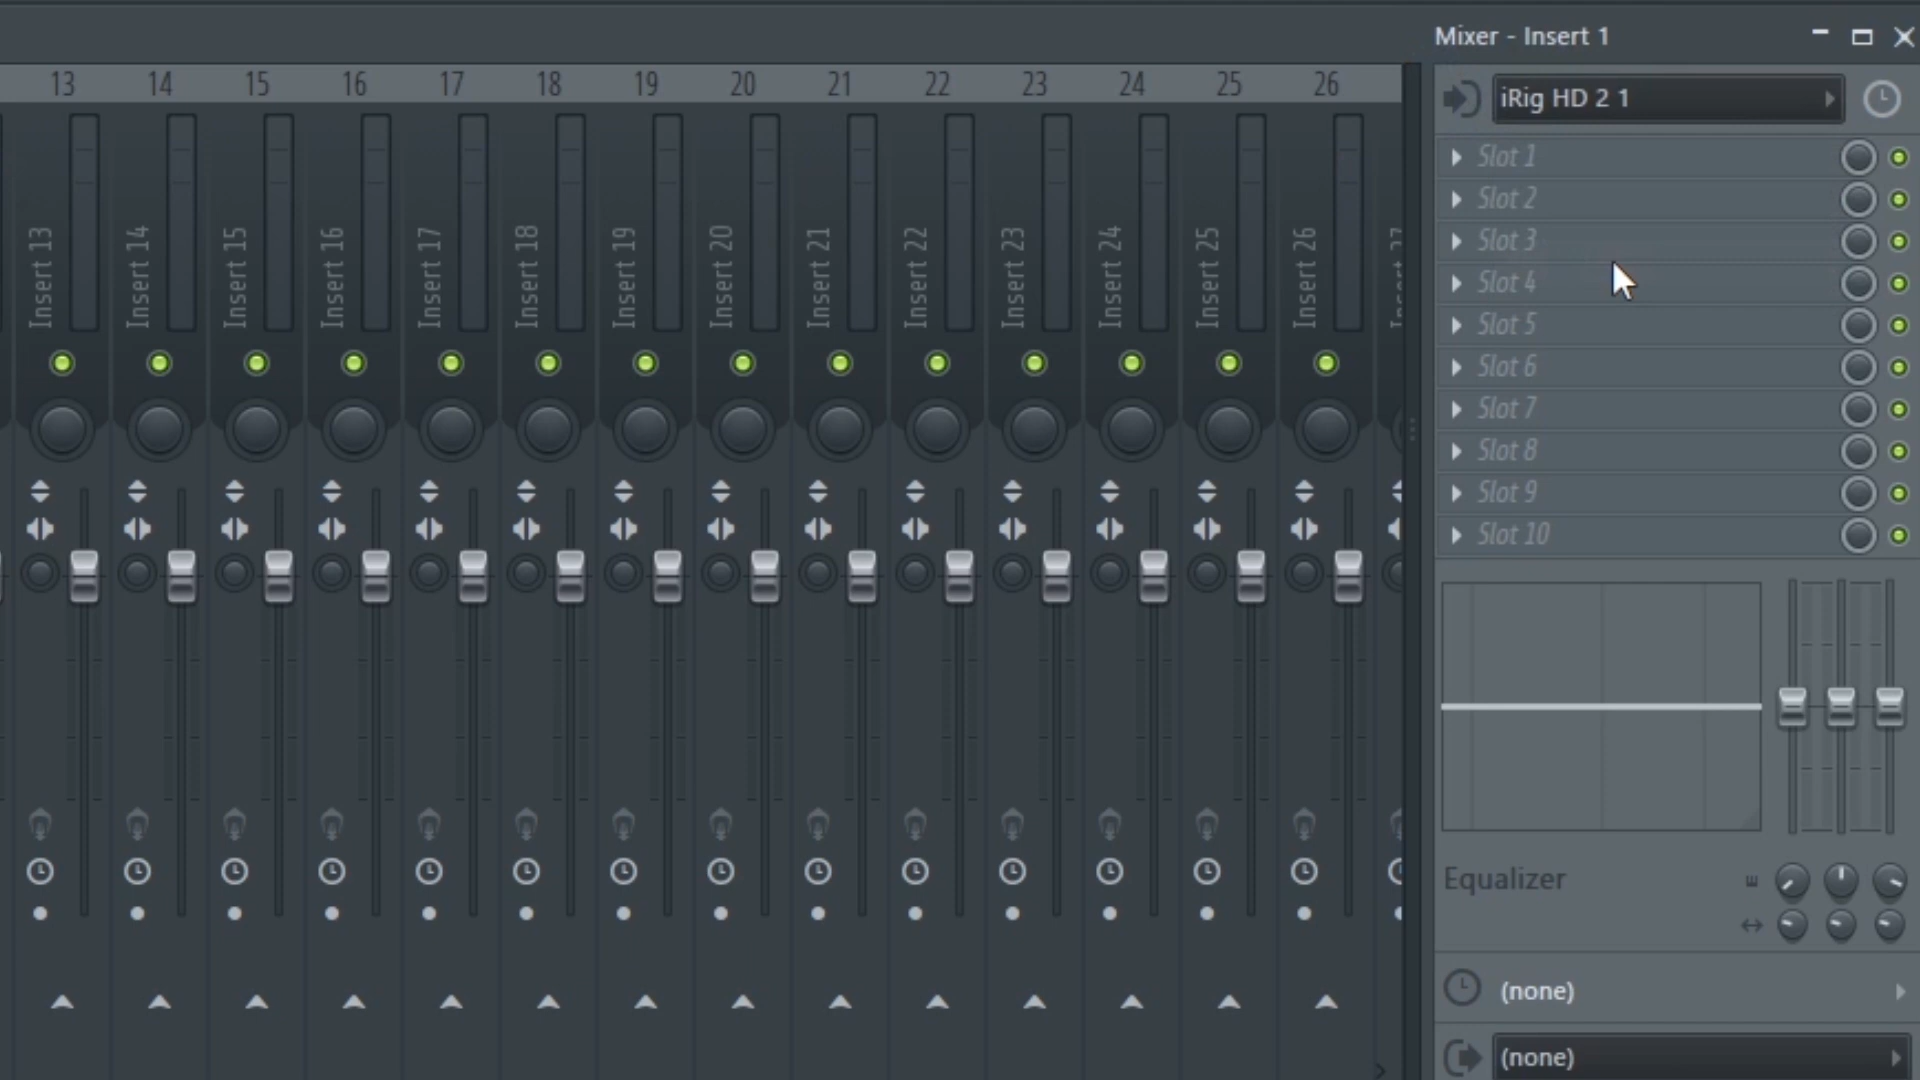 Mixer - Insert 1
13 14 15 16 17 18 19 20 21 22 23 24 25 26
iRig HD 2 1
Slot 1
Slot 2
Slot 3
Slot 4
Slot 5
Slot 6
Slot 7
Slot 8
Slot 9
Slot 10
Insert 13
Insert 14
Insert 15
Insert 16
Insert 17
Insert 18
Insert 19
Insert 20
Insert 21
Insert 22
Insert 23
Insert 24
Insert 25
Insert 26
Equalizer
(none)
(none)